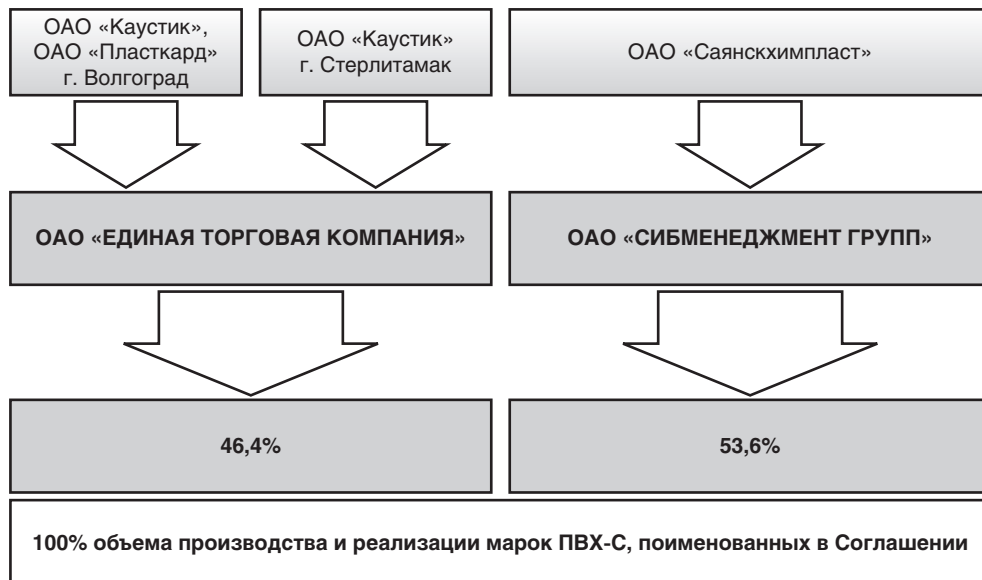 ОАО «Каустик»,
ОАО «Пласткард»
г. Волгоград
ОАО «Каустик»
г. Стерлитамак
ОАО «Саянскхимпласт»
ОАО «ЕДИНАЯ ТОРГОВАЯ КОМПАНИЯ»
ОАО «СИБМЕНЕДЖМЕНТ ГРУПП»
46,4%
53,6%
100% объема производства и реализации марок ПВХ-С, поименованных в Соглашении